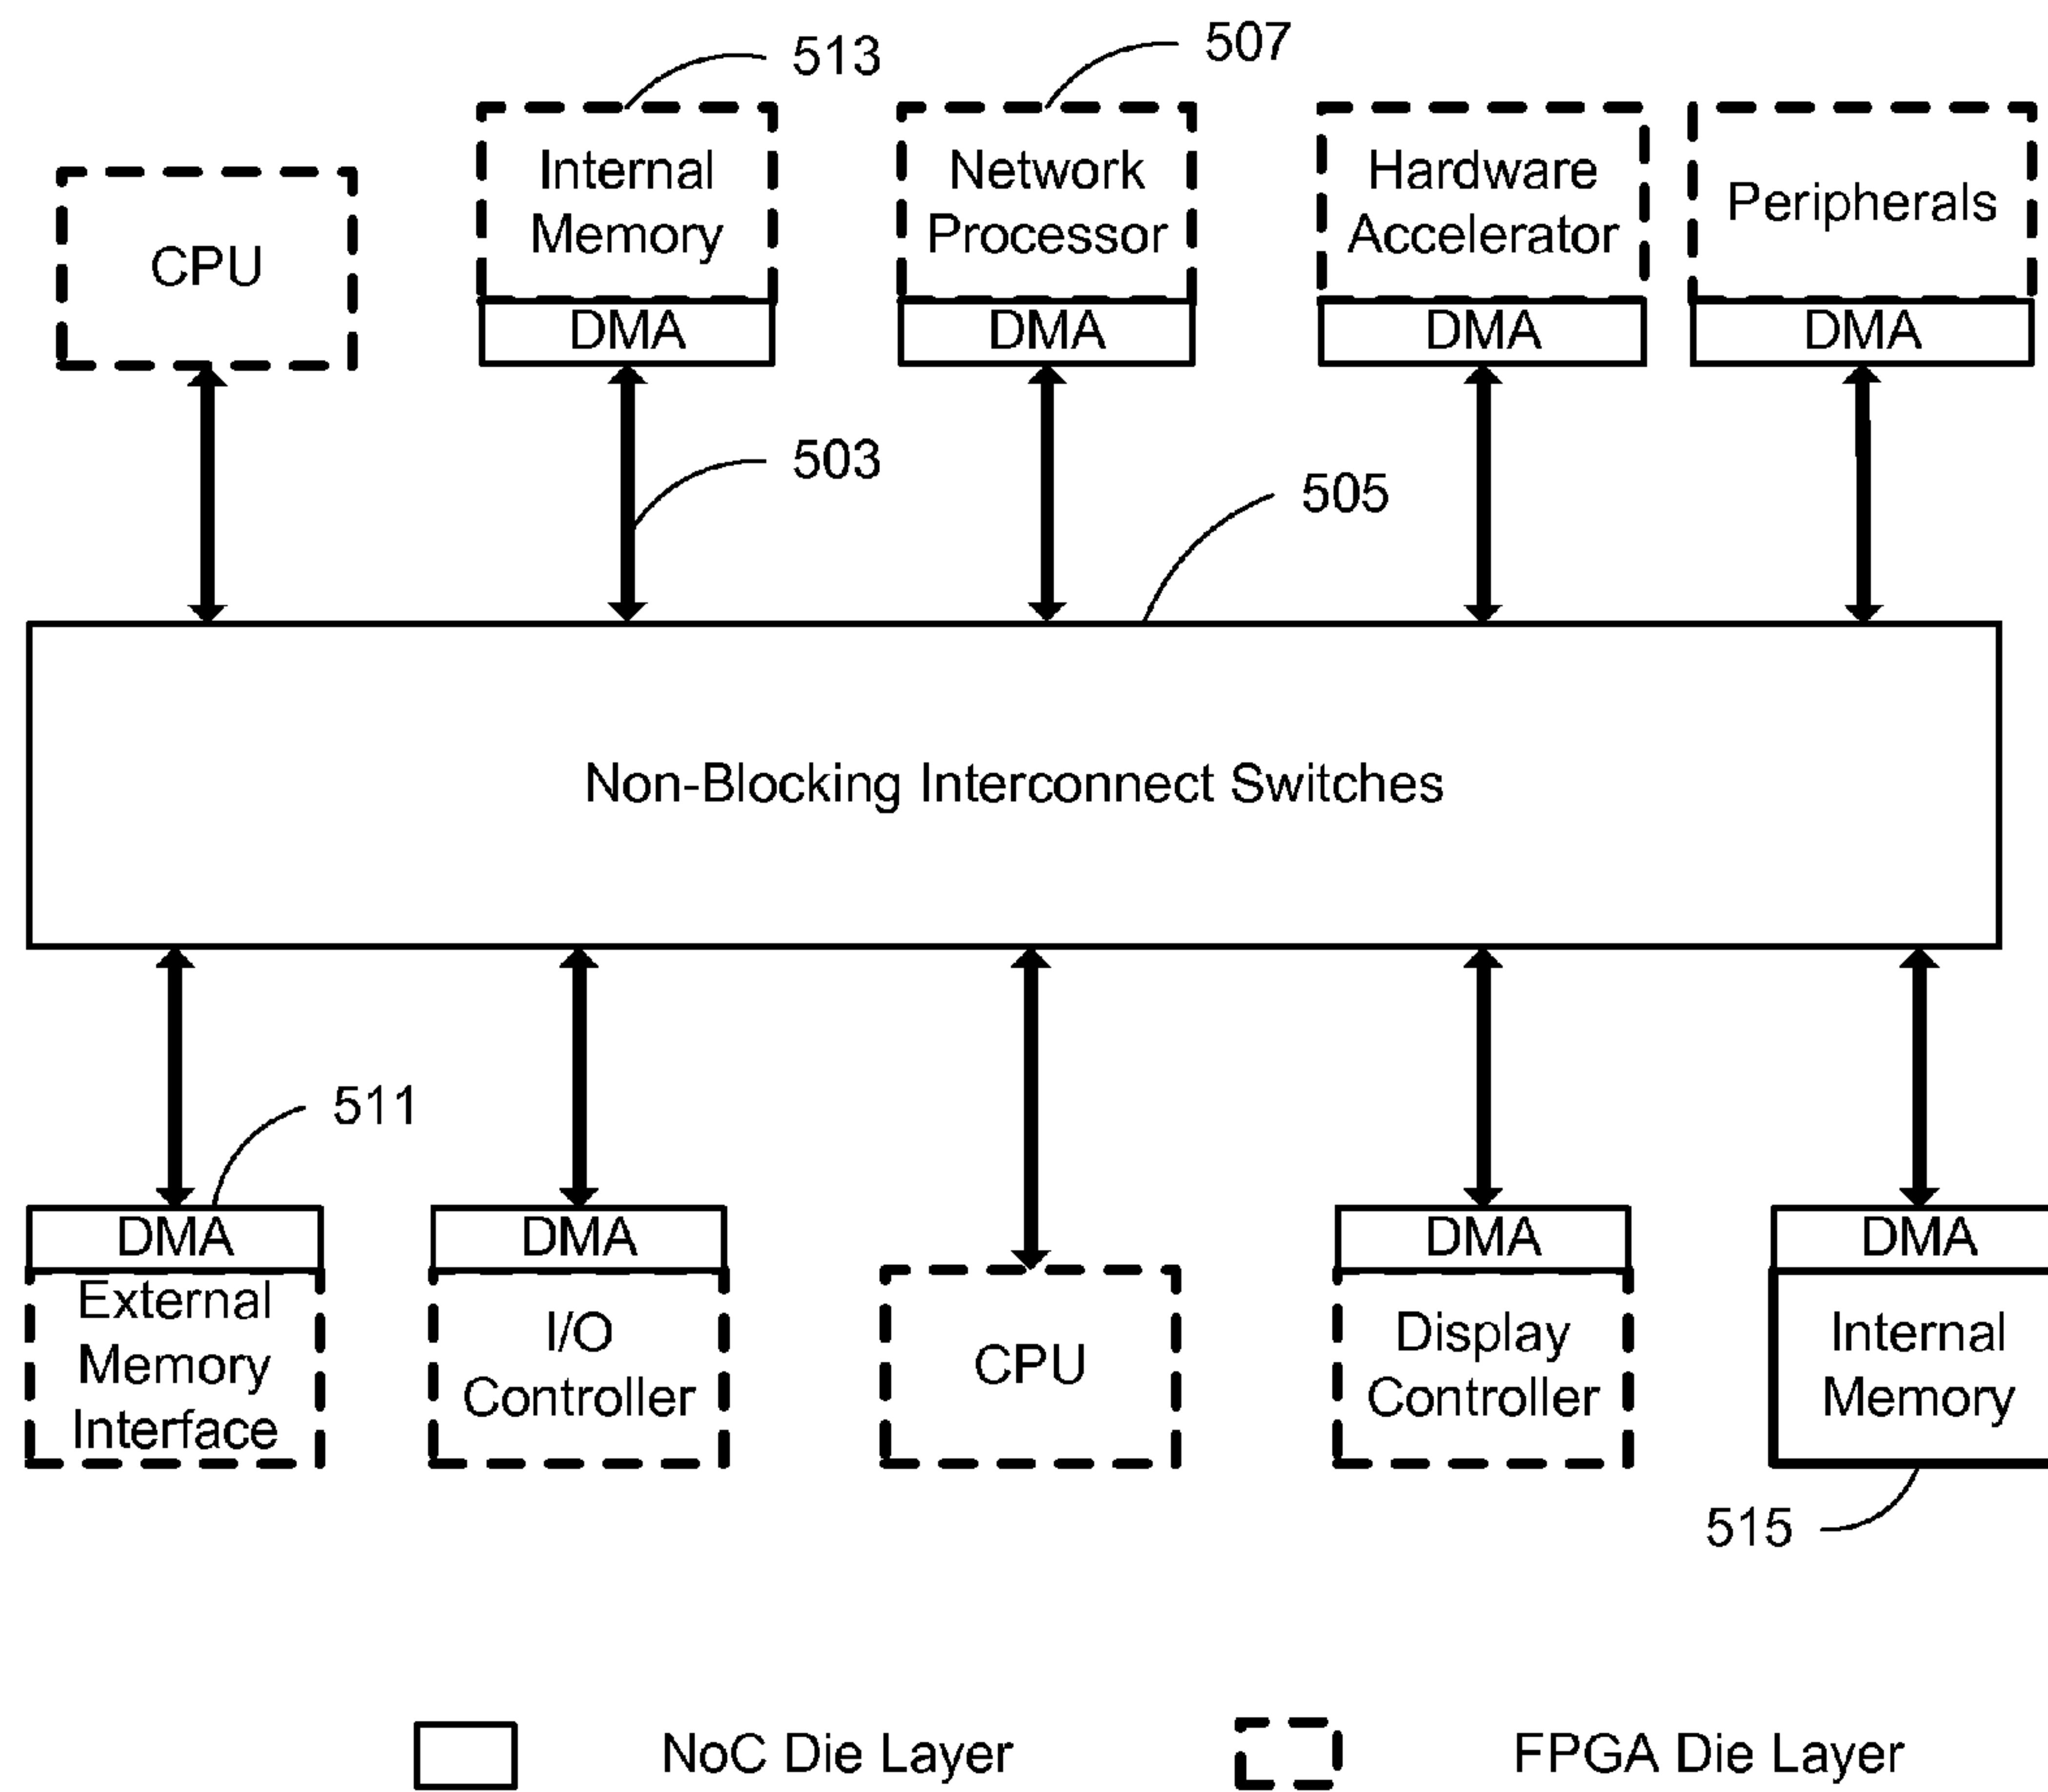 513
507
CPU
Internal
Memory
DMA
Network
Processor
DMA
Hardware
Accelerator
DMA
Peripherals
DMA
503
505
Non-Blocking Interconnect Switches
511
DMA
External
Memory
Interface
DMA
I/O
Controller
CPU
DMA
Display
Controller
DMA
Internal
Memory
515
NoC Die Layer
FPGA Die Layer